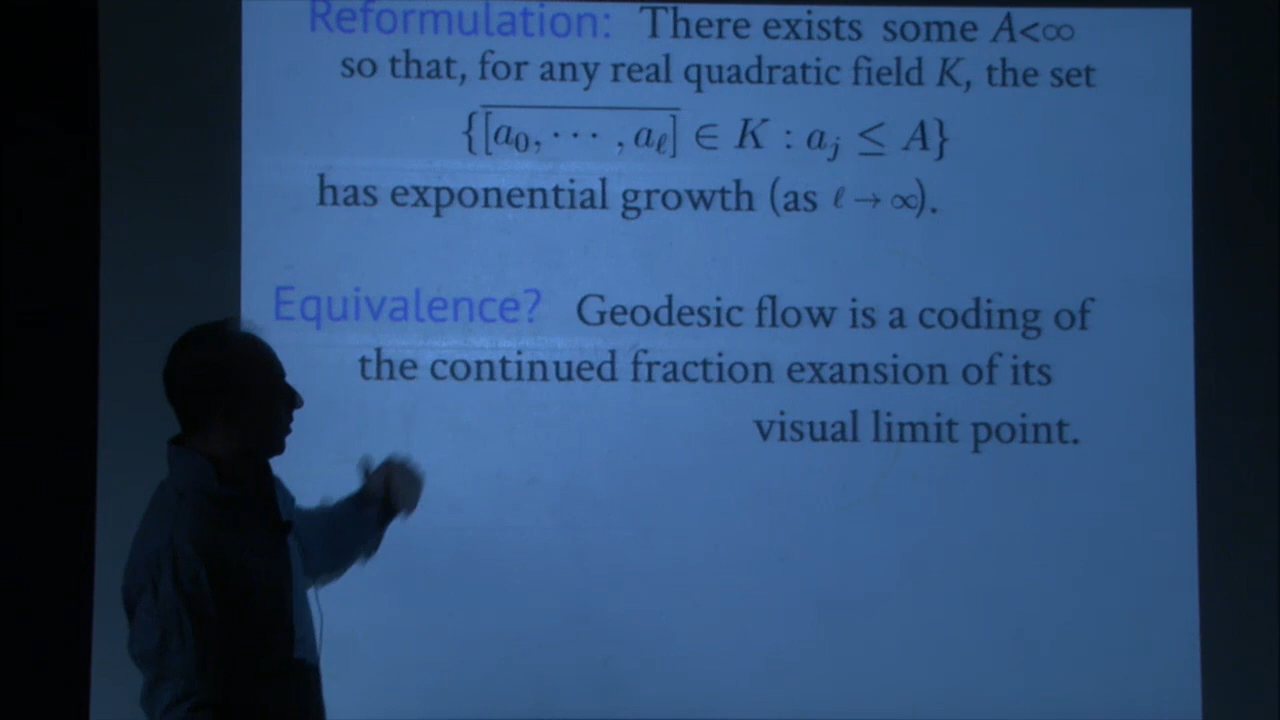 Reformulation: There exists some A<∞
so that, for any real quadratic field K, the set
{[a₀, ··· , a_ℓ] ∈ K : a_j ≤ A}
has exponential growth (as ℓ → ∞).
Equivalence? Geodesic flow is a coding of
the continued fraction exansion of its
visual limit point.